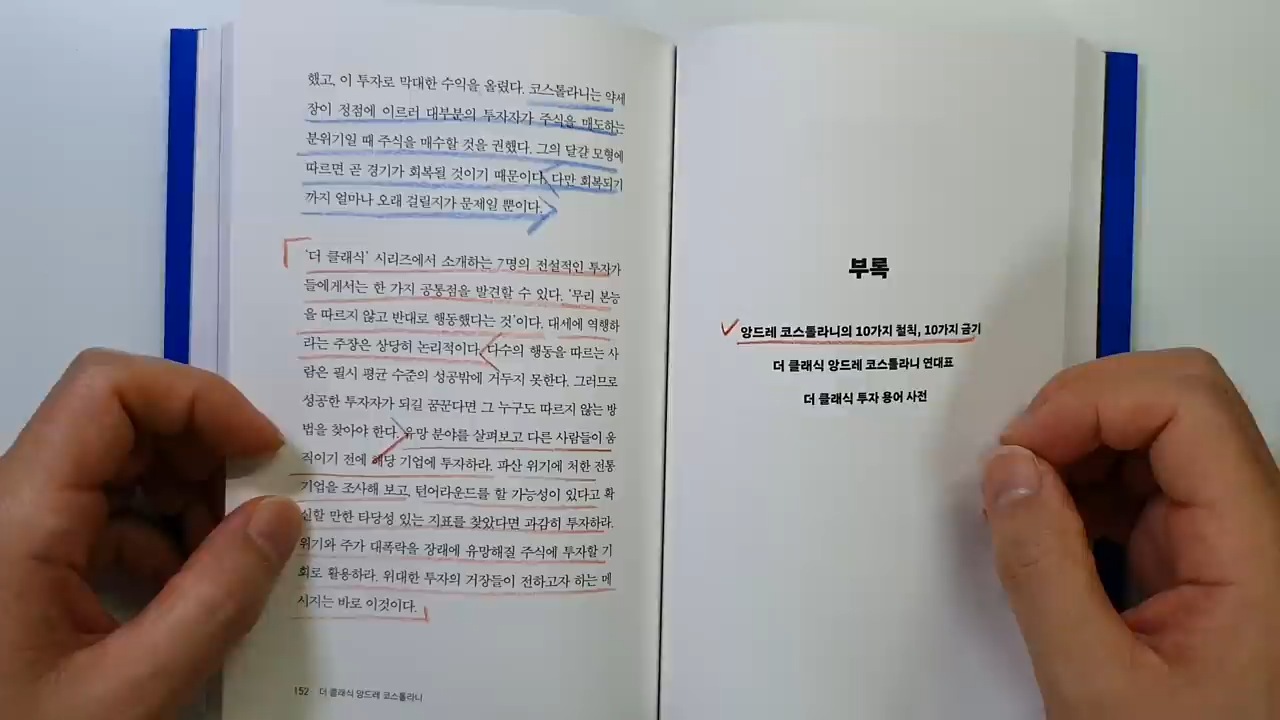 했고, 이 투자로 막대한 수익을 올렸다. 코스톨라니는 약세
장이 정점에 이르러 대부분의 투자자가 주식을 매도하는
분위기일 때 주식을 매수할 것을 권했다. 그의 달걀 모형에
따르면 곧 경기가 회복될 것이기 때문이다. 다만 회복되기
까지 얼마나 오래 걸릴지가 문제일 뿐이다.
‘더 클래식’ 시리즈에서 소개하는 7명의 전설적인 투자가
들에게서는 한 가지 공통점을 발견할 수 있다. ‘무리 본능
을 따르지 않고 반대로 행동했다는 것’이다. 대세에 역행하
라는 주장은 상당히 논리적이다. 다수의 행동을 따르는 사
람은 필시 평균 수준의 성공밖에 거두지 못한다. 그러므로
성공한 투자자가 되길 꿈꾼다면 그 누구도 따르지 않는 방
법을 찾아야 한다. 유망 분야를 살펴보고 다른 사람들이 움
직이기 전에 해당 기업에 투자하라. 파산 위기에 처한 전통
기업을 조사해 보고, 턴어라운드를 할 가능성이 있다고 확
실할 만한 타당성 있는 지표를 찾았다면 과감히 투자하라.
위기와 주가 대폭락을 장래에 유망해질 주식에 투자할 기
회로 활용하라. 위대한 투자의 거장들이 전하고자 하는 메
시지는 바로 이것이다.
152 더 클래식 앙드레 코스톨라니
부록
앙드레 코스톨라니의 10가지 철칙, 10가지 금기
더 클래식 앙드레 코스톨라니 연대표
더 클래식 투자 용어 사전